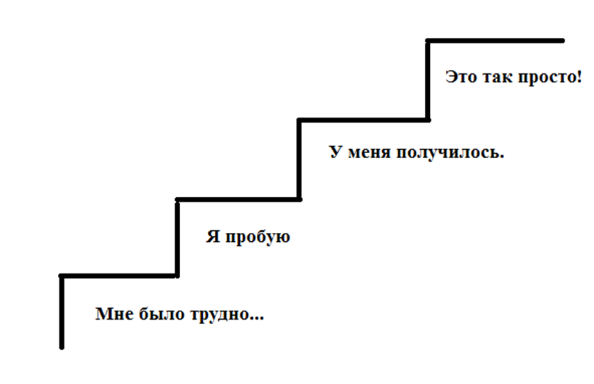 Это так просто!
У меня получилось.
Я пробую
Мне было трудно...